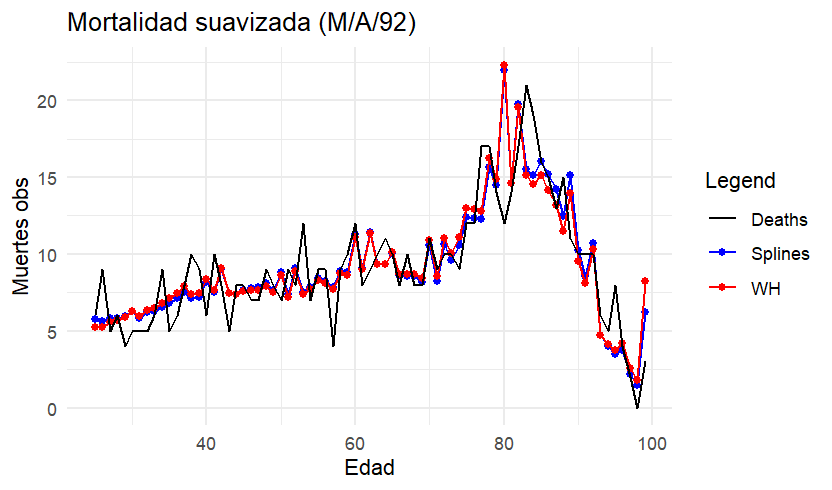 Mortalidad suavizada (M/A/92)
Muertes obs
20
15
10
5
0
40
60
80
100
Edad
Legend
Deaths
Splines
WH